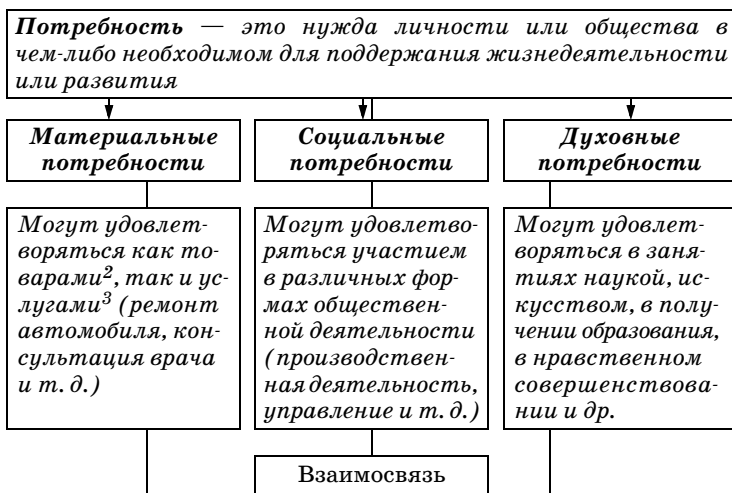 Потребность — это нужда личности или общества в
чем-либо необходимом для поддержания жизнедеятельности
или развития
Материальные
потребности
Социальные
потребности
Духовные
потребности
Могут удовлет-
воряться как то-
варами², так и ус-
лугами³ (ремонт
автомобиля, кон-
сультация врача
и т. д.)
Могут удовлетво-
ряться участием
в различных фор-
мах обществен-
ной деятельности
(производствен-
ная деятельность,
управление и т. д.)
Могут удовлет-
воряться в заня-
тиях наукой, ис-
кусством, в полу-
чении образования,
в нравственном
совершенствова-
нии и др.
Взаимосвязь